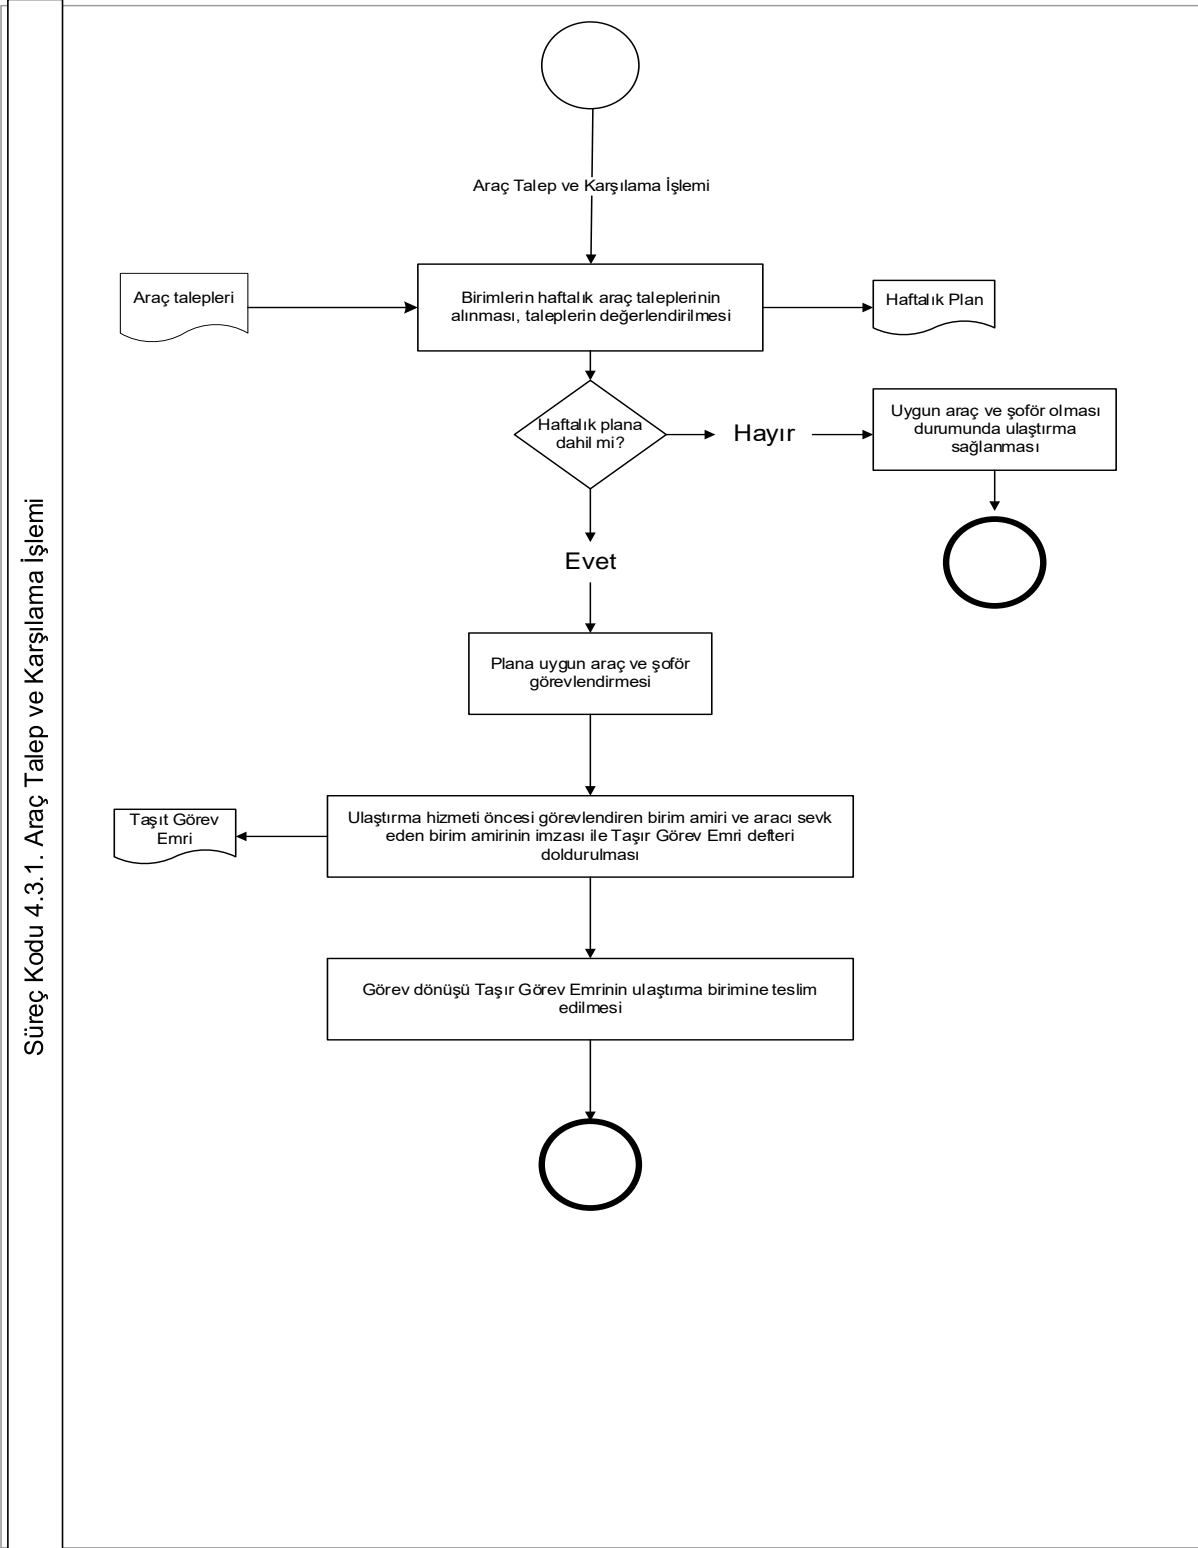 Süreç Kodu 4.3.1. Araç Talep ve Karşılama İşlemi
Araç Talep ve Karşılama İşlemi
Araç talepleri
Birimlerin haftalık araç taleplerinin
alınması, taleplerin değerlendirilmesi
Haftalık Plan
Haftalık plana
dahil mi?
Hayır
Uygun araç ve şoför olması
durumunda ulaştırma
sağlanması
Evet
Plana uygun araç ve şoför
görevlendirmesi
Taşıt Görev
Emri
Ulaştırma hizmeti öncesi görevlendiren birim amiri ve aracı sevk
eden birim amirinin imzası ile Taşır Görev Emri defteri
doldurulması
Görev dönüşü Taşır Görev Emrinin ulaştırma birimine teslim
edilmesi